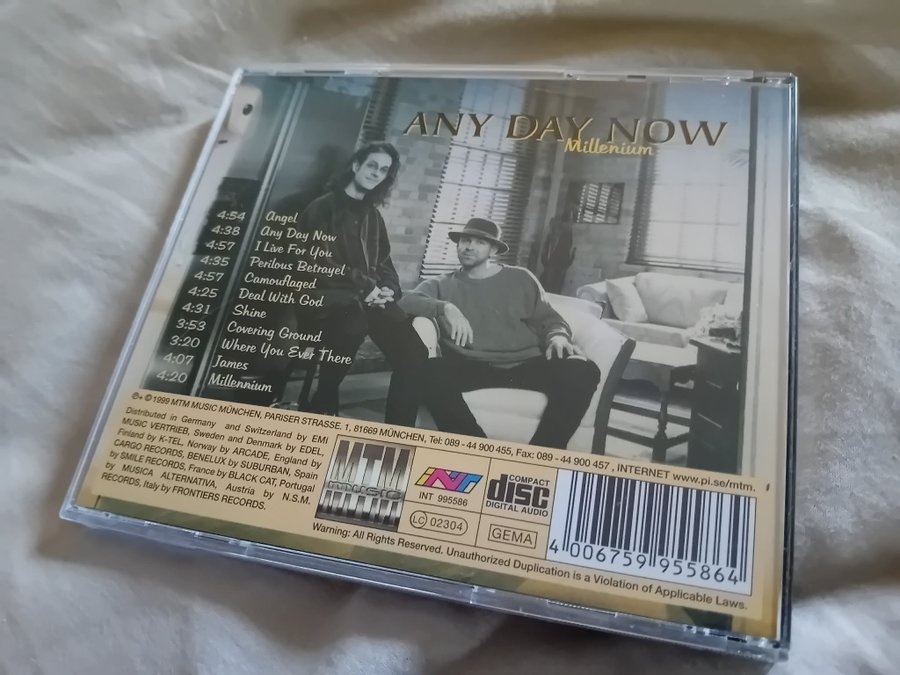 ANY DAY NOW
Millenium
4:54 Angel
4:38 Any Day Now
4:57 I Live For You
4:35 Perilous Betrayel
4:57 Camouflaged
4:25 Deal With God
4:31 Shine
3:53 Covering Ground
3:20 Where You Ever There
4:07 James
4:20 Millennium
℗+ © 1999 MTM MUSIC MÜNCHEN, PARISER STRASSE. 1, 81669 MÜNCHEN, Tel: 089 - 44 900 455, Fax: 089 - 44 900 457 , INTERNET www.pi.se/mtm.
Distributed in Germany and Switzerland by EMI
MUSIC VERTRIEB, Sweden and Denmark by EDEL,
Finland by K-TEL, Norway by ARCADE, England by
CARGO RECORDS, BENELUX by SUBURBAN, Spain
by SMILE RECORDS, France by BLACK CAT, Portugal
by MUSICA ALTERNATIVA, Austria by N.S.M.
RECORDS, Italy by FRONTIERS RECORDS.
MTM
MUSIC
INT
INT 995586
LC 02304
COMPACT
disc
DIGITAL AUDIO
GEMA
4 006759 955864
Warning: All Rights Reserved. Unauthorized Duplication is a Violation of Applicable Laws.